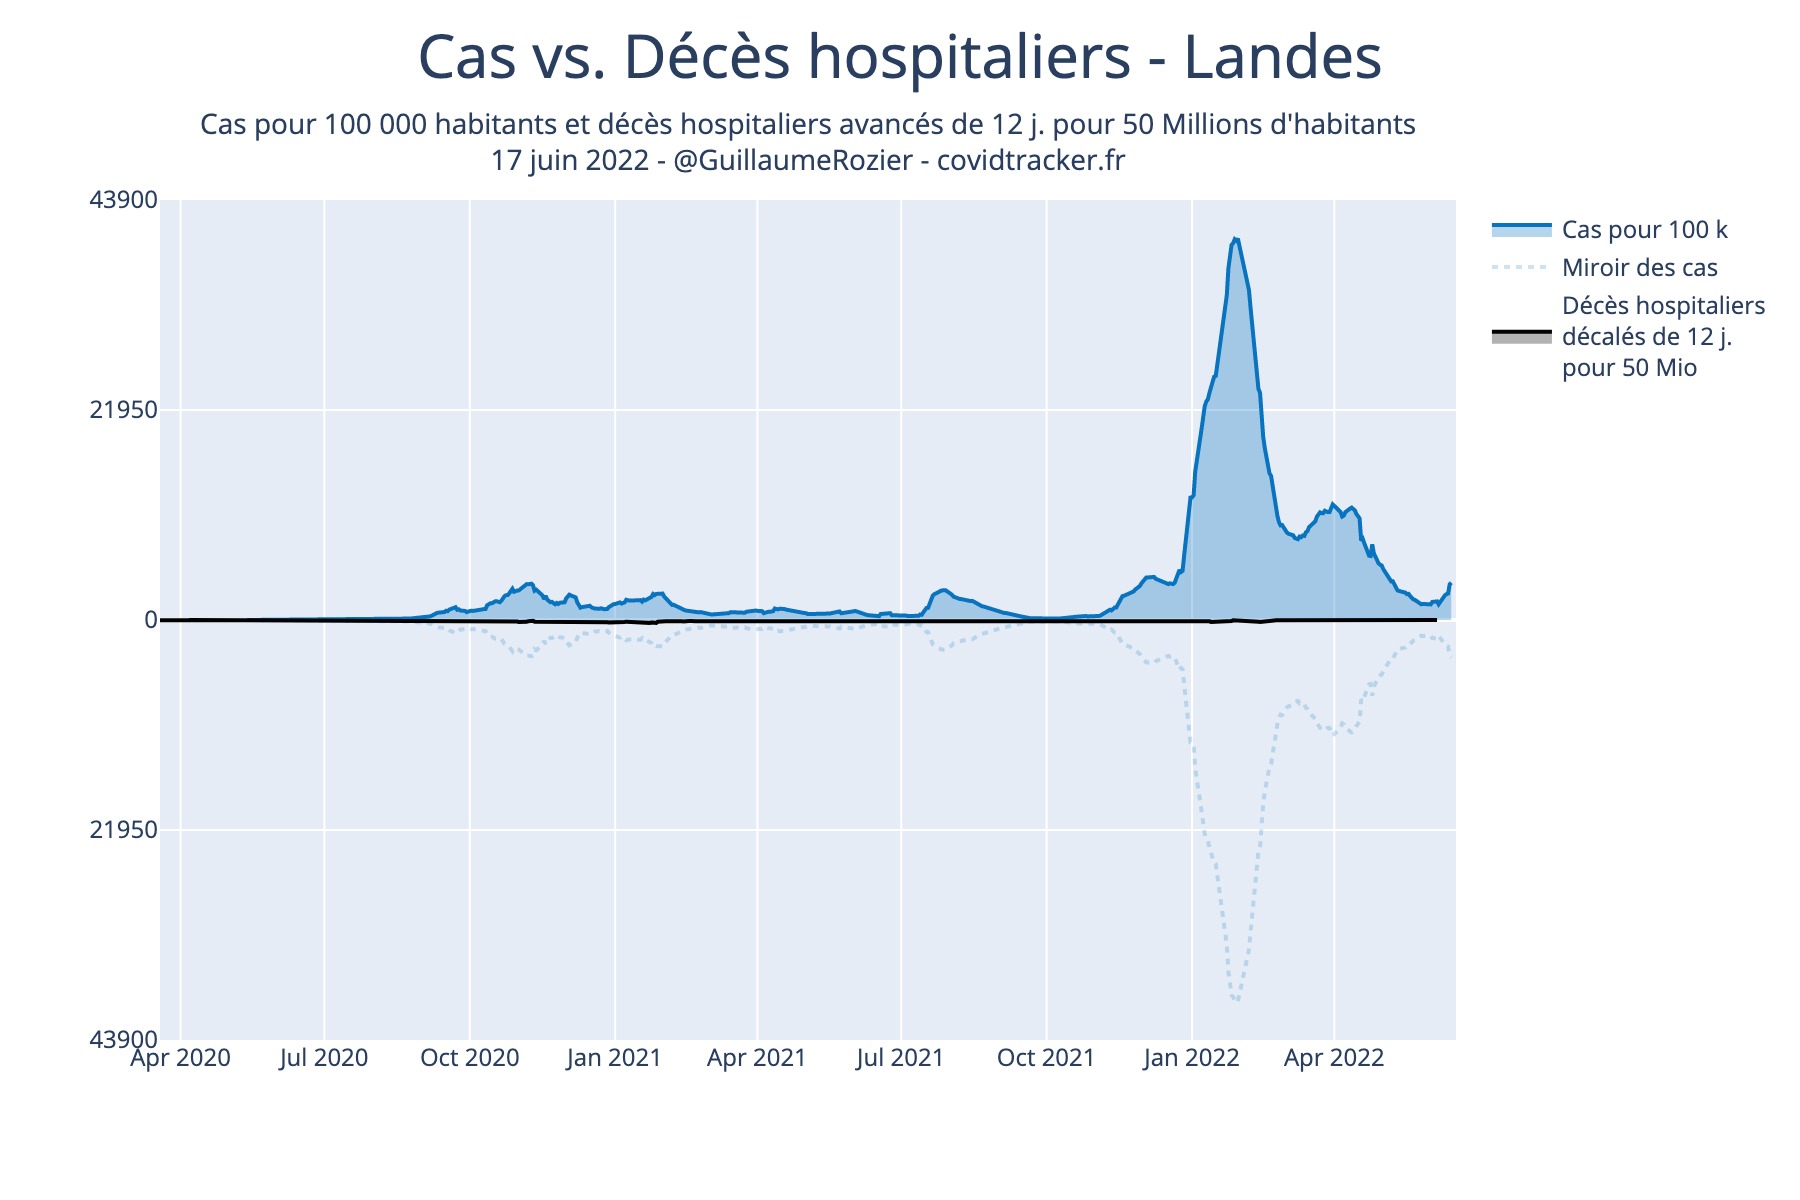 Cas vs. Décès hospitaliers - Landes
Cas pour 100 000 habitants et décès hospitaliers avancés de 12 j. pour 50 Millions d'habitants
17 juin 2022 - @GuillaumeRozier - covidtracker.fr
43900
21950
0
21950
43900
Apr 2020
Jul 2020
Oct 2020
Jan 2021
Apr 2021
Jul 2021
Oct 2021
Jan 2022
Apr 2022
Cas pour 100 k
Miroir des cas
Décès hospitaliers
décalés de 12 j.
pour 50 Mio